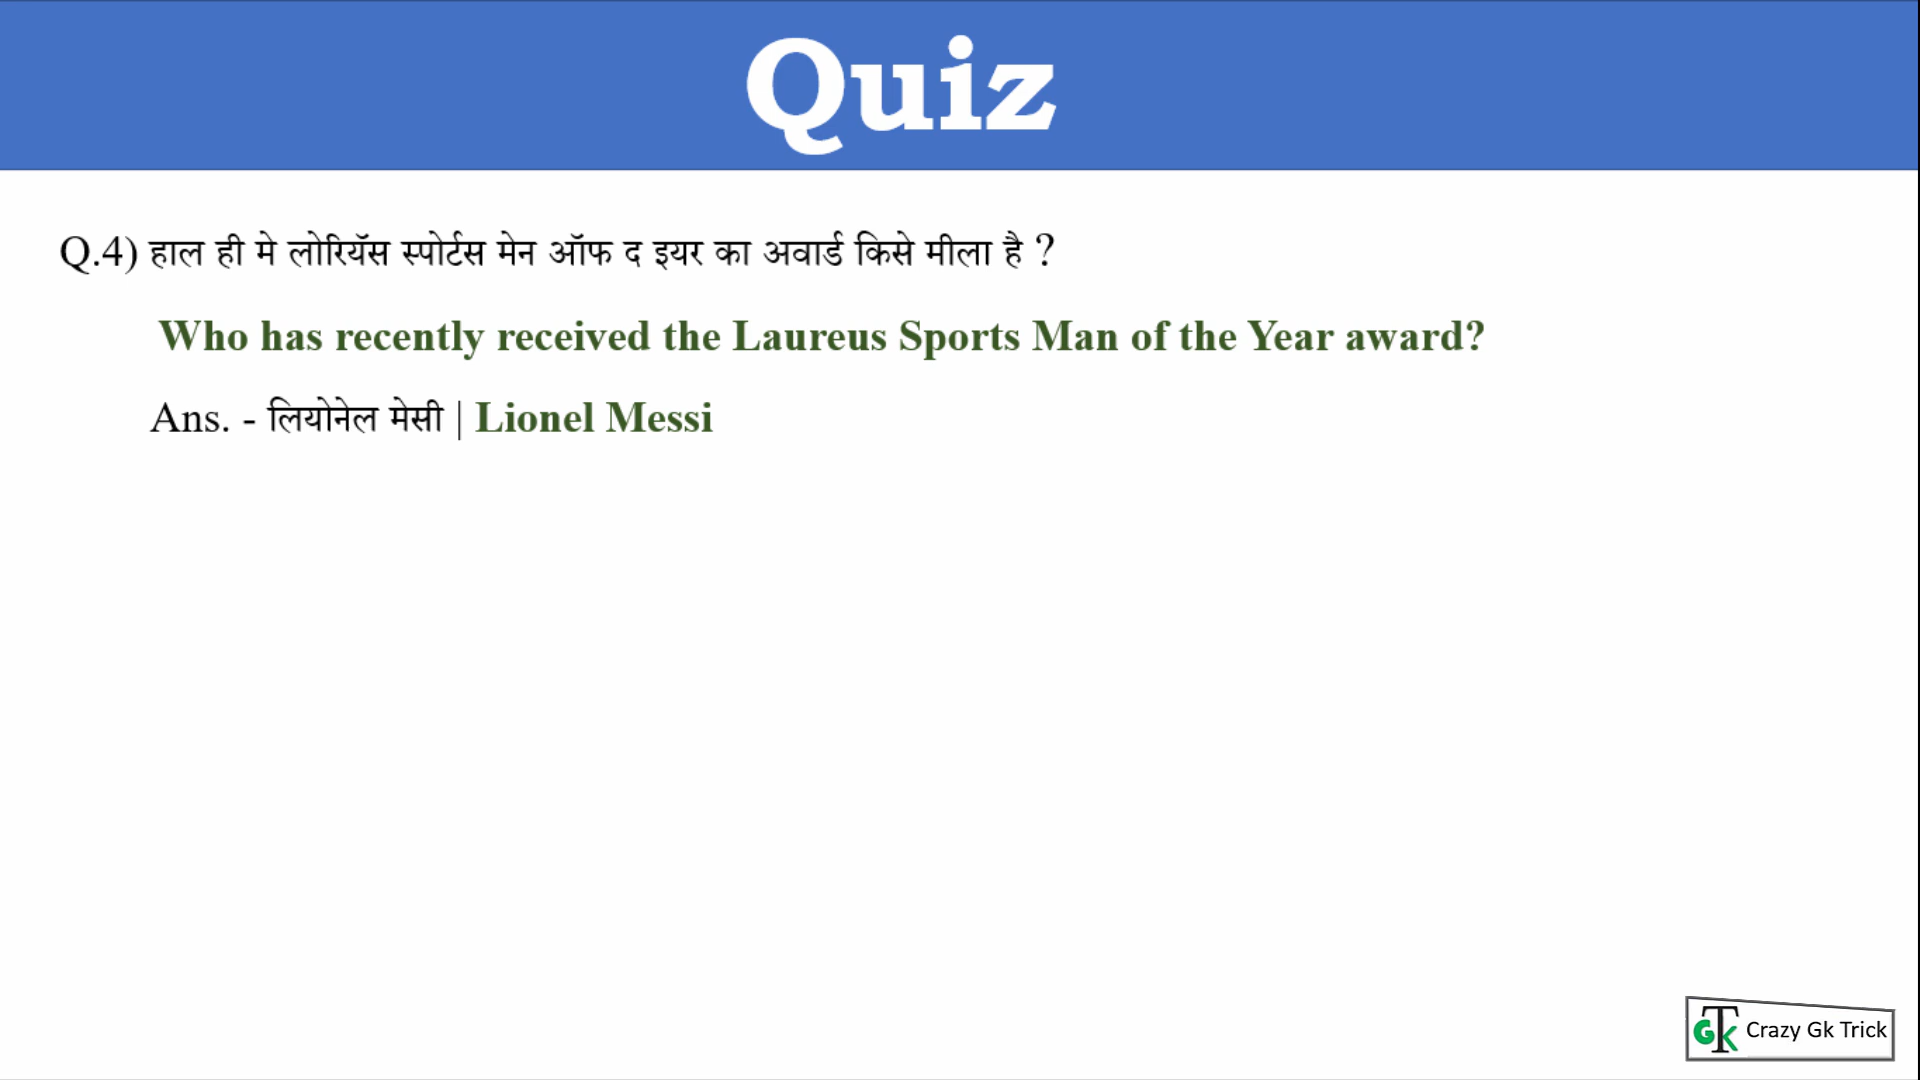 Quiz
Q.4) हाल ही मे लोरियॅस स्पोर्टस मेन ऑफ द इयर का अवार्ड किसे मीला है ?
Who has recently received the Laureus Sports Man of the Year award?
Ans. - लियोनेल मेसी | Lionel Messi
GTK Crazy Gk Trick